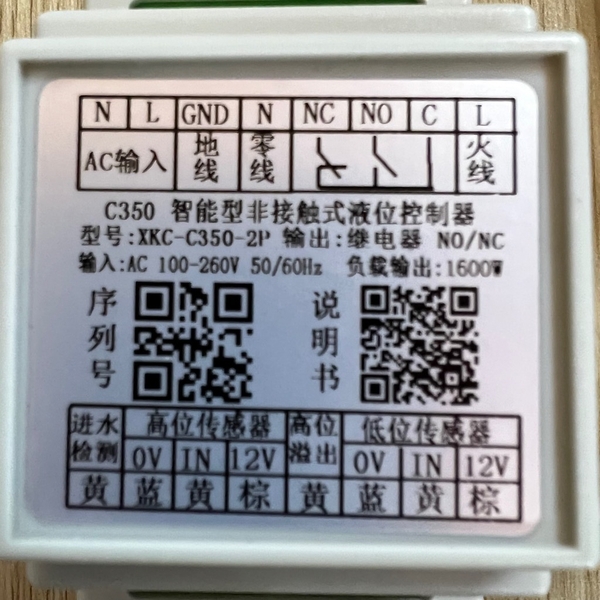 N L GND N NC NO C L
AC输入 地线 零线 火线
C350 智能型非接触式液位控制器
型号:XKC-C350-2P 输出:继电器 NO/NC
输入:AC 100-260V 50/60Hz 负载输出:1600W
序列号 说明书
进水检测 高位传感器 高位溢出 低位传感器
0V IN 12V 0V IN 12V
黄 蓝 黄 棕 黄 蓝 黄 棕